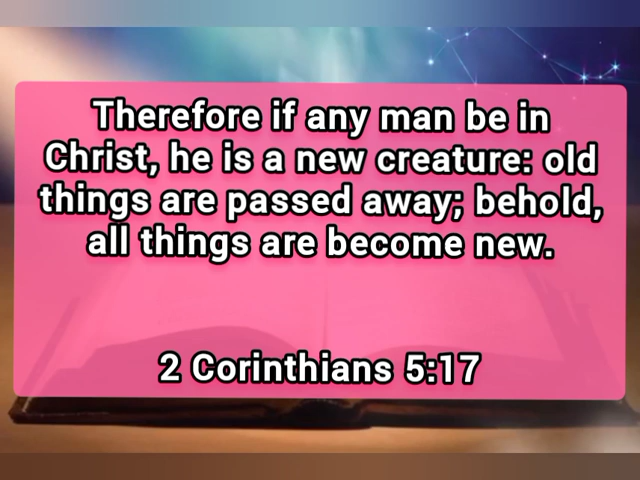 Therefore if any man be in
Christ, he is a new creature: old
things are passed away; behold,
all things are become new.
2 Corinthians 5:17